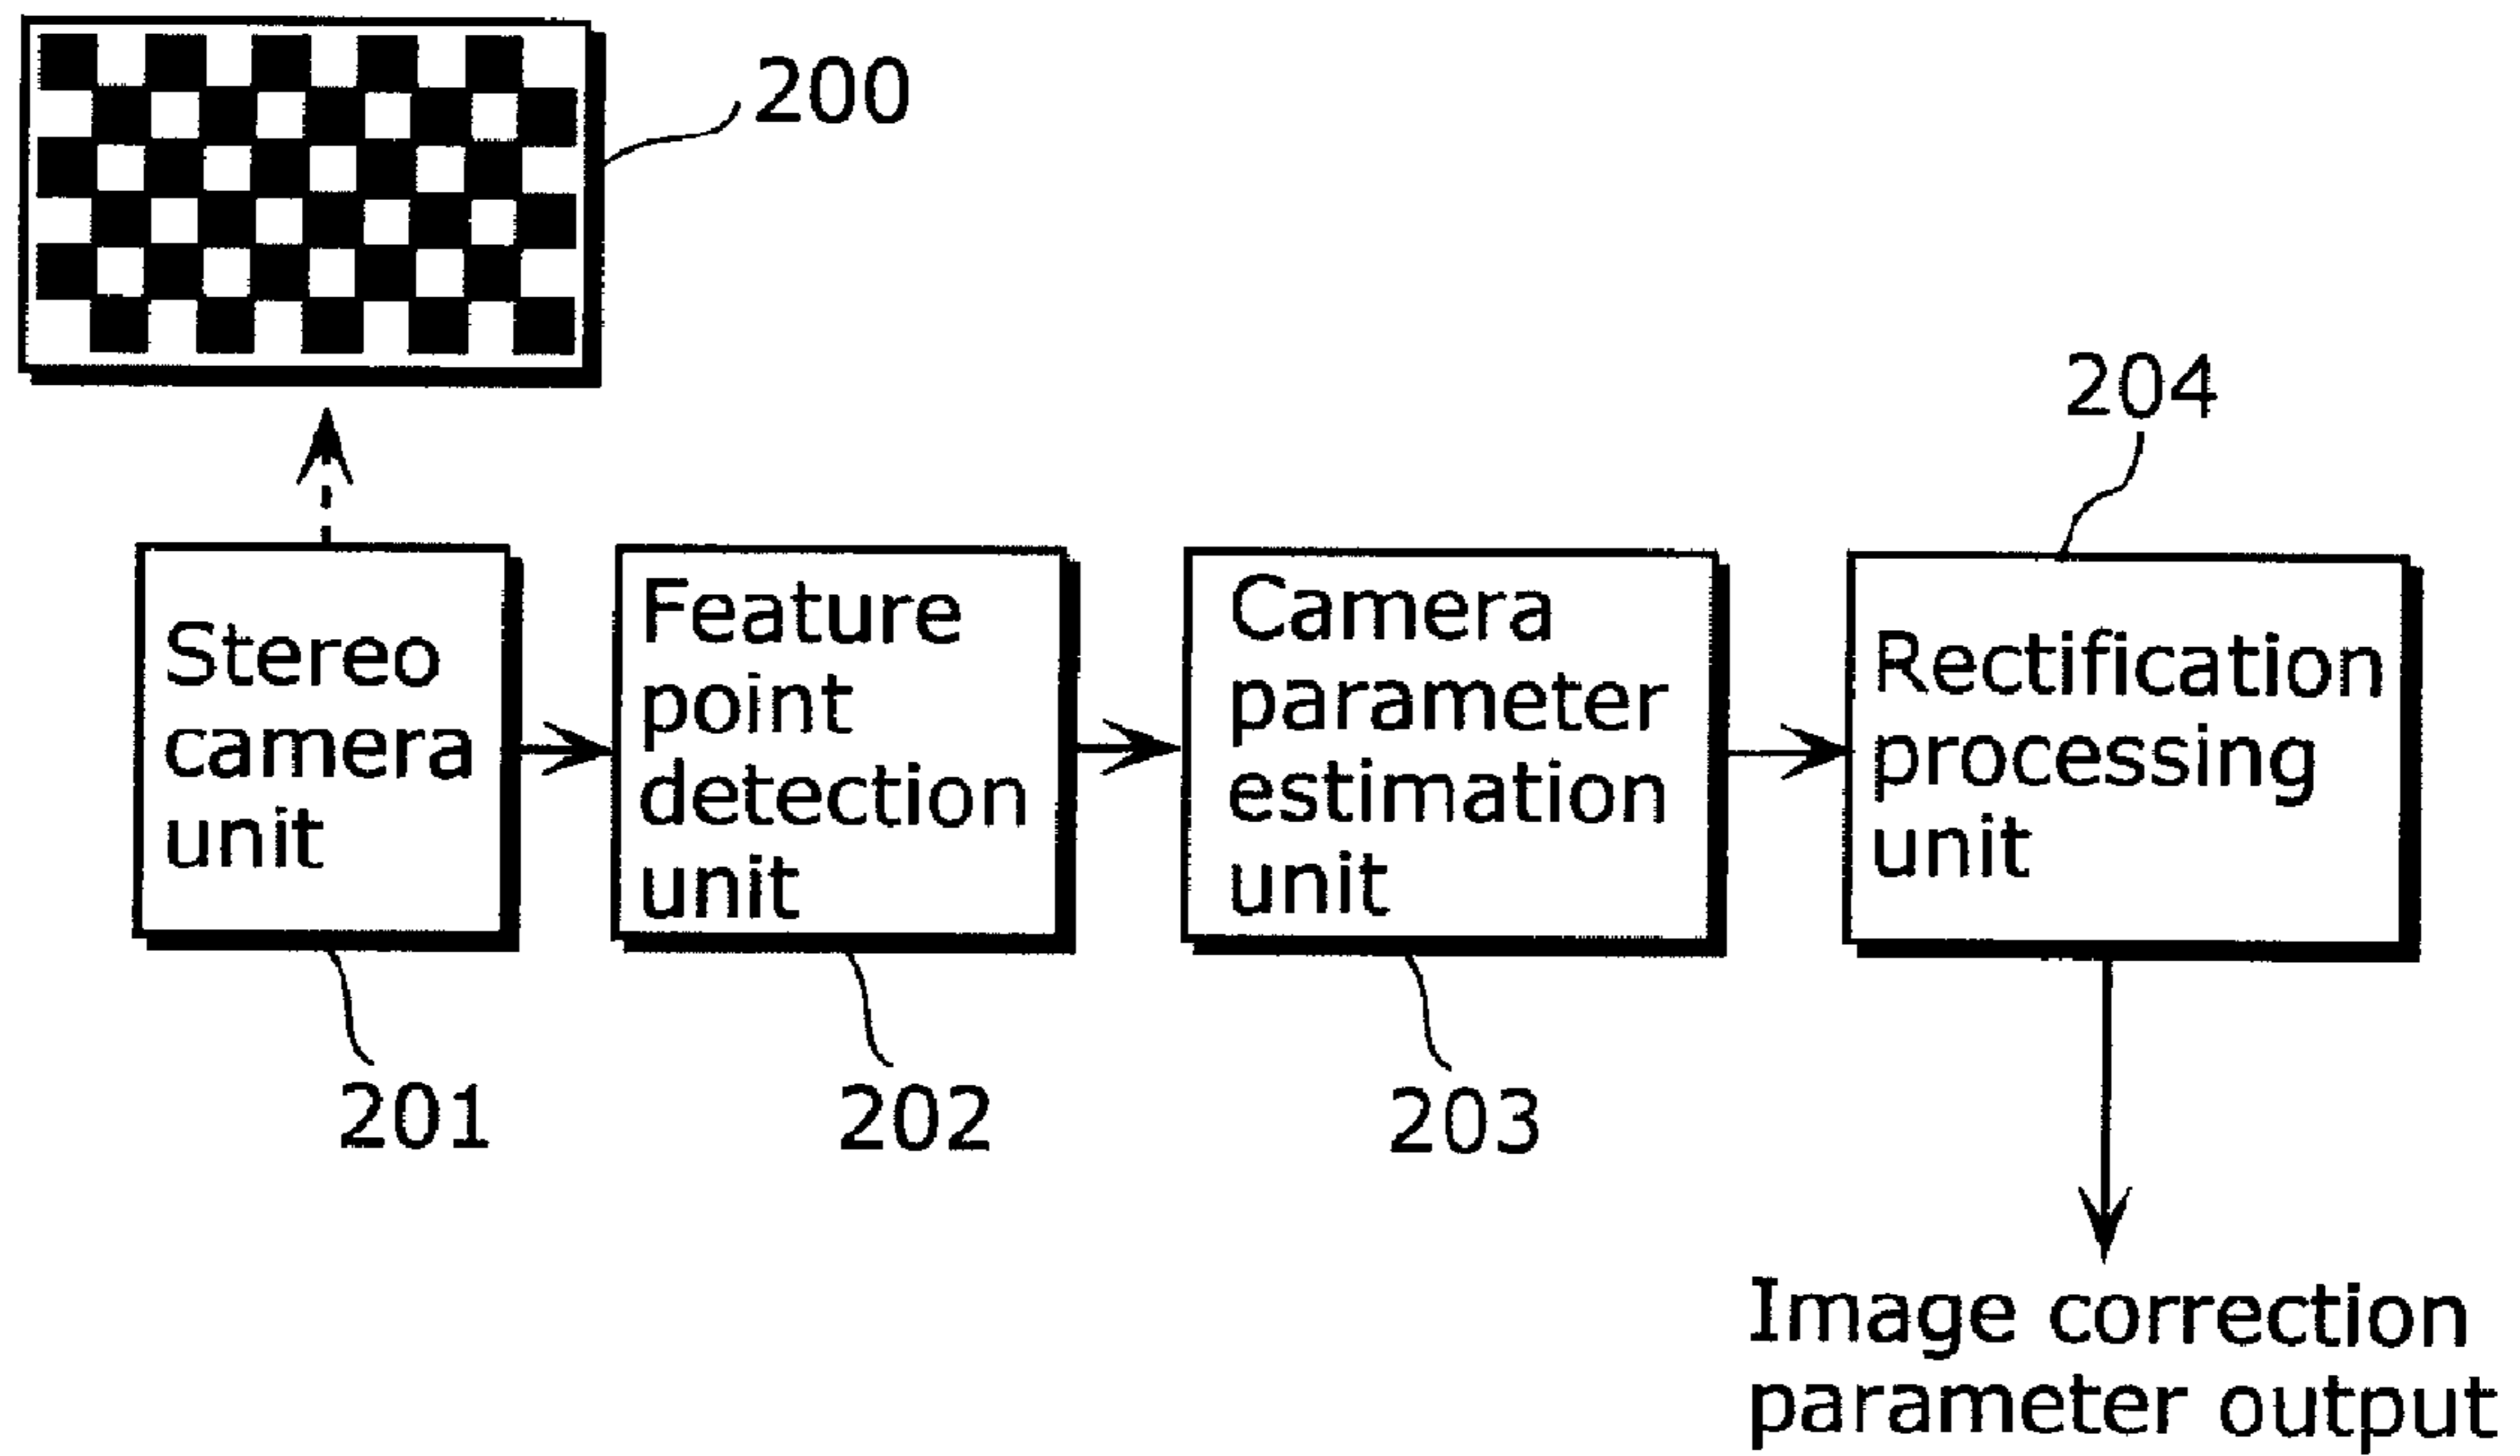 200
204
Stereo
camera
unit
Feature
point
detection
unit
Camera
parameter
estimation
unit
Rectification
processing
unit
201
202
203
Image correction
parameter output